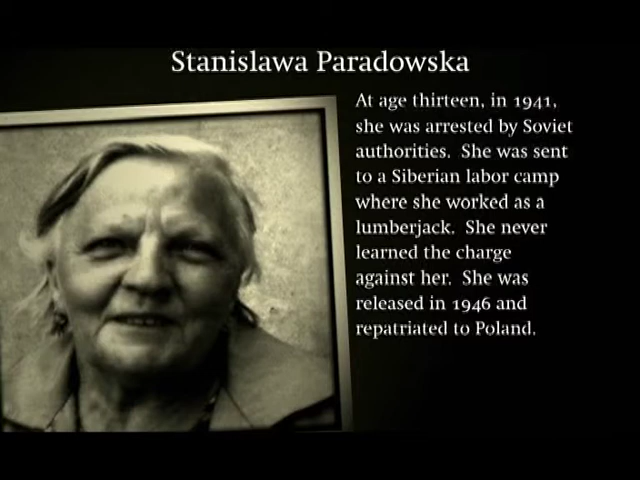 Stanislawa Paradowska
At age thirteen, in 1941,
she was arrested by Soviet
authorities. She was sent
to a Siberian labor camp
where she worked as a
lumberjack. She never
learned the charge
against her. She was
released in 1946 and
repatriated to Poland.